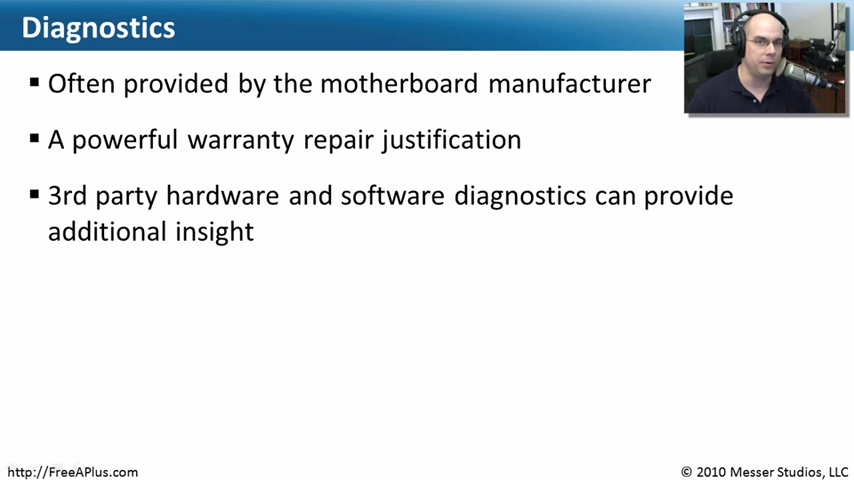 Diagnostics
▪ Often provided by the motherboard manufacturer
▪ A powerful warranty repair justification
▪ 3rd party hardware and software diagnostics can provide
additional insight
http://FreeAPlus.com
© 2010 Messer Studios, LLC